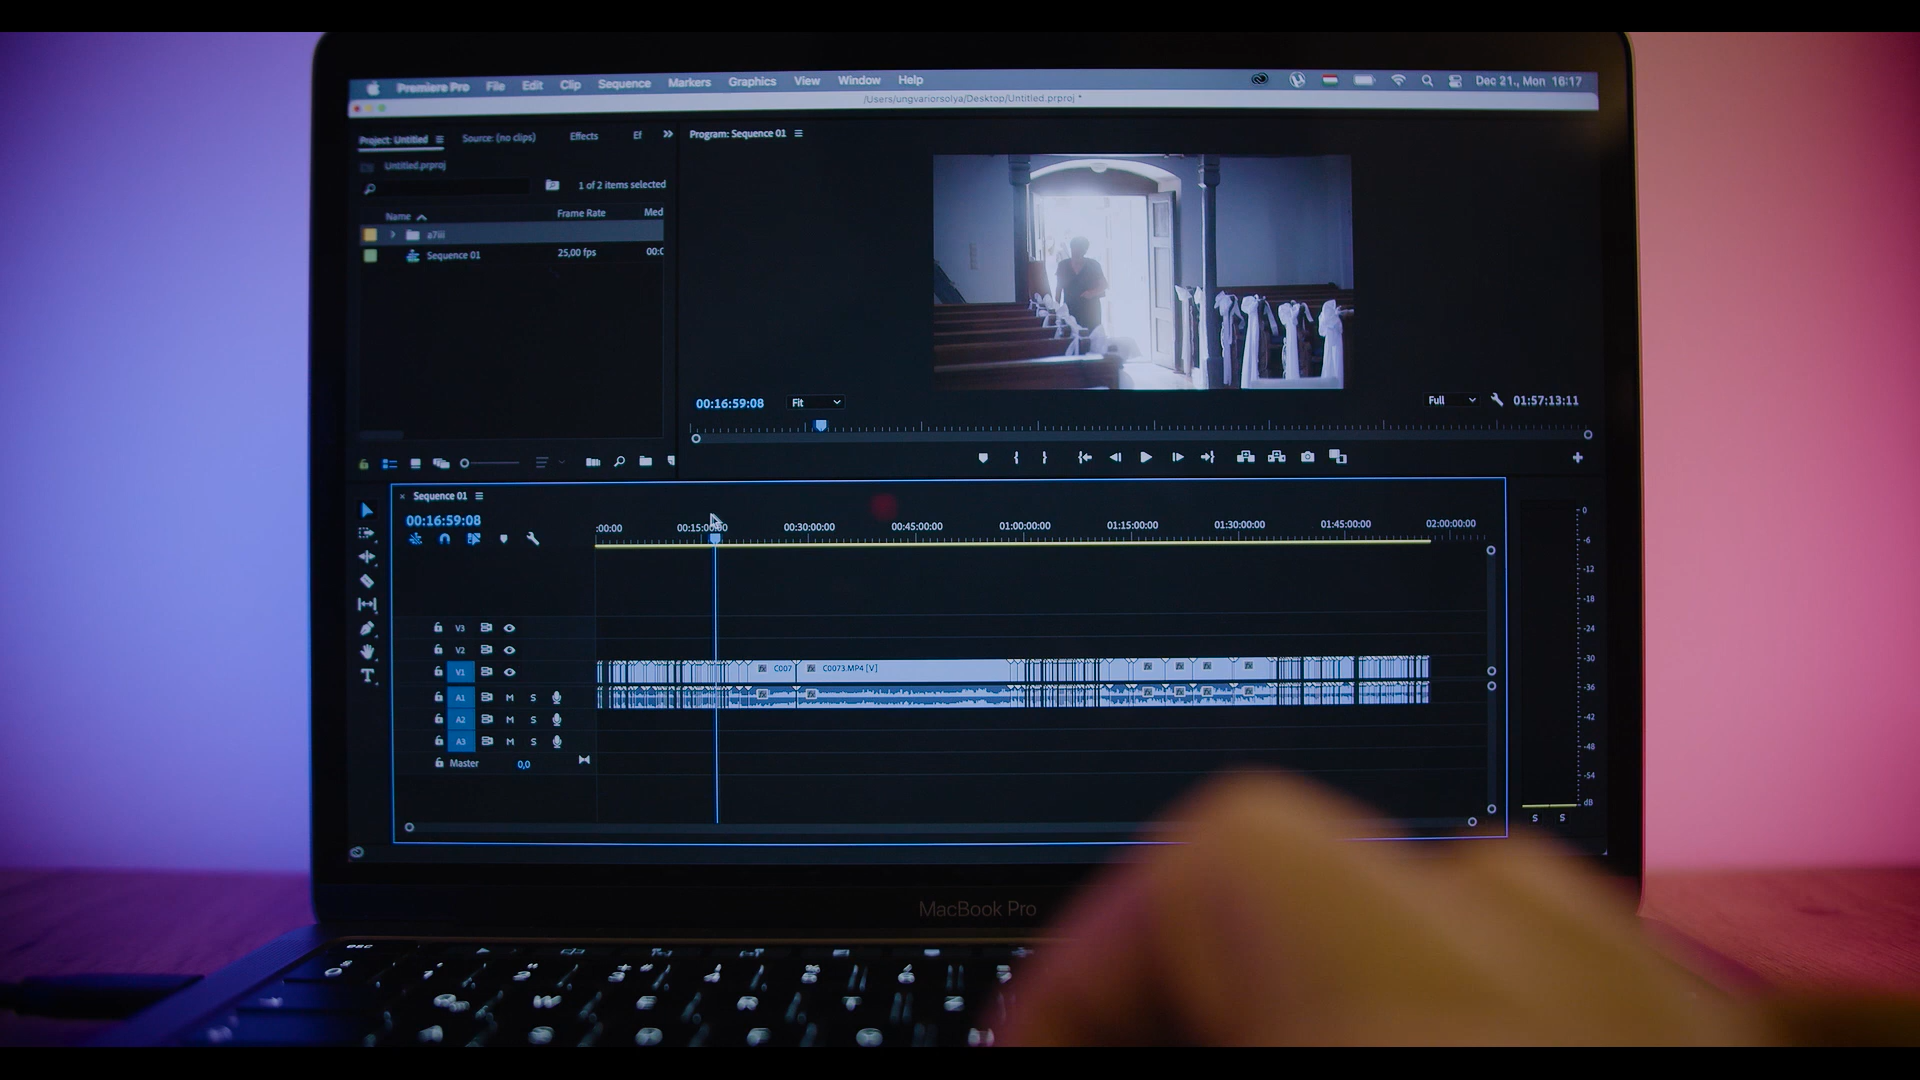 Premiere Pro File Edit Clip Sequence Markers Graphics View Window Help Dec 21., Mon 16:17
/Users/ungvariorsolya/Desktop/Untitled.prproj *
Project: Untitled Source: (no clips) Effects Ef Program: Sequence 01
Untitled.prproj
1 of 2 items selected
Name Frame Rate Med
a7iii
Sequence 01 25,00 fps 00:0
00:16:59:08 Fit Full 01:57:13:11
Sequence 01
00:16:59:08
:00:00 00:15:00:00 00:30:00:00 00:45:00:00 01:00:00:00 01:15:00:00 01:30:00:00 01:45:00:00 02:00:00:00
V3
V2
V1 C007 C0073.MP4 [V]
A1 M S
A2 M S
A3 M S
Master 0,0
0
-6
-12
-18
-24
-30
-36
-42
-48
-54
dB
S S
MacBook Pro
esc